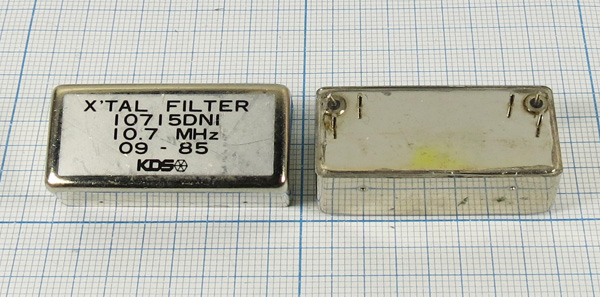 X'TAL FILTER
10715DN1
10.7 MHz
09 - 85
KDS